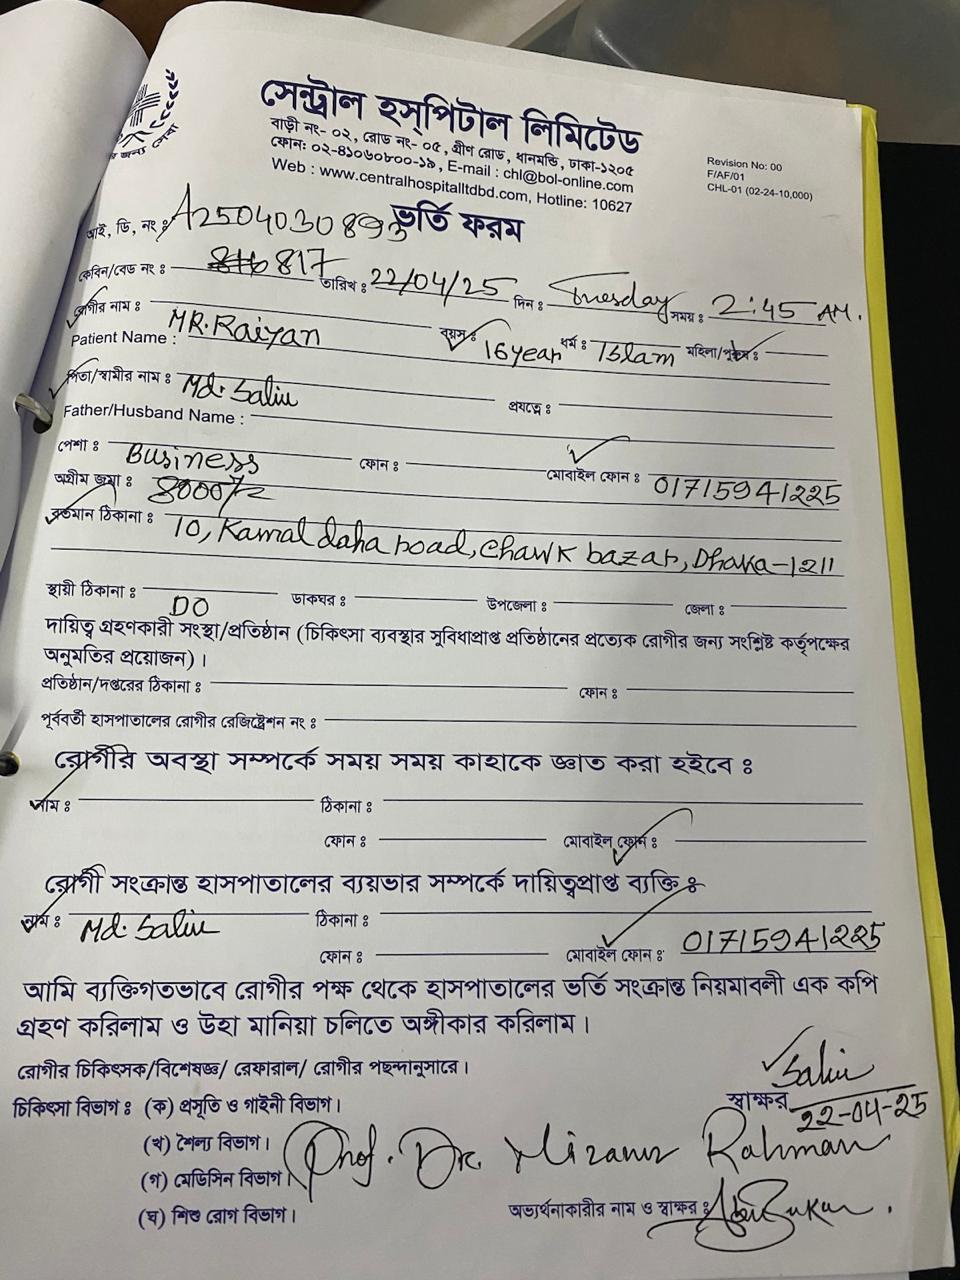 সেন্ট্রাল হস্‌পিটাল লিমিটেড
বাড়ী নং- ০২, রোড নং- ০৫, গ্রীণ রোড, ধানমন্ডি, ঢাকা-১২০৫
ফোন: ০২-৪১০৬০৮০০-১৯, E-mail : chl@bol-online.com
Web : www.centralhospitalltdbd.com, Hotline: 10627
Revision No: 00
F/AF/01
CHL-01 (02-24-10,000)
আই, ডি, নং : A250403089
ভর্তি ফরম
কেবিন/বেড নং : 817 তারিখ : 22/04/25 দিন : Tuesday সময় : 2:45 AM.
রোগীর নাম : MR. Raiyan বয়স : 16 year ধর্ম : Islam মহিলা/পুরুষ :
Patient Name :
পিতা/স্বামীর নাম : Md. Salim প্রযত্নে :
Father/Husband Name :
পেশা : Business ফোন : মোবাইল ফোন : 01715941225
অগ্রীম জমা : 8000/=
বর্তমান ঠিকানা : 10, Kamal daha road, Chawk bazar, Dhaka-1211
স্থায়ী ঠিকানা : DO ডাকঘর : উপজেলা : জেলা :
দায়িত্ব গ্রহণকারী সংস্থা/প্রতিষ্ঠান (চিকিৎসা ব্যবস্থার সুবিধাপ্রাপ্ত প্রতিষ্ঠানের প্রত্যেক রোগীর জন্য সংশ্লিষ্ট কর্তৃপক্ষের
অনুমতির প্রয়োজন)।
প্রতিষ্ঠান/দপ্তরের ঠিকানা : ফোন :
পূর্ববর্তী হাসপাতালের রোগীর রেজিষ্ট্রেশন নং :
রোগীর অবস্থা সম্পর্কে সময় সময় কাহাকে জ্ঞাত করা হইবে :
নাম : ঠিকানা :
ফোন : মোবাইল ফোন :
রোগী সংক্রান্ত হাসপাতালের ব্যয়ভার সম্পর্কে দায়িত্বপ্রাপ্ত ব্যক্তি :
নাম : Md. Salim ঠিকানা :
ফোন : মোবাইল ফোন : 01715941225
আমি ব্যক্তিগতভাবে রোগীর পক্ষ থেকে হাসপাতালের ভর্তি সংক্রান্ত নিয়মাবলী এক কপি
গ্রহণ করিলাম ও উহা মানিয়া চলিতে অঙ্গীকার করিলাম।
রোগীর চিকিৎসক/বিশেষজ্ঞ/ রেফারাল/ রোগীর পছন্দানুসারে।
Salim
স্বাক্ষর 22-04-25
চিকিৎসা বিভাগ : (ক) প্রসূতি ও গাইনী বিভাগ।
(খ) শৈল্য বিভাগ।
Prof. Dr. Mizanur Rahman
(গ) মেডিসিন বিভাগ।
(ঘ) শিশু রোগ বিভাগ।
অভ্যর্থনাকারীর নাম ও স্বাক্ষর :